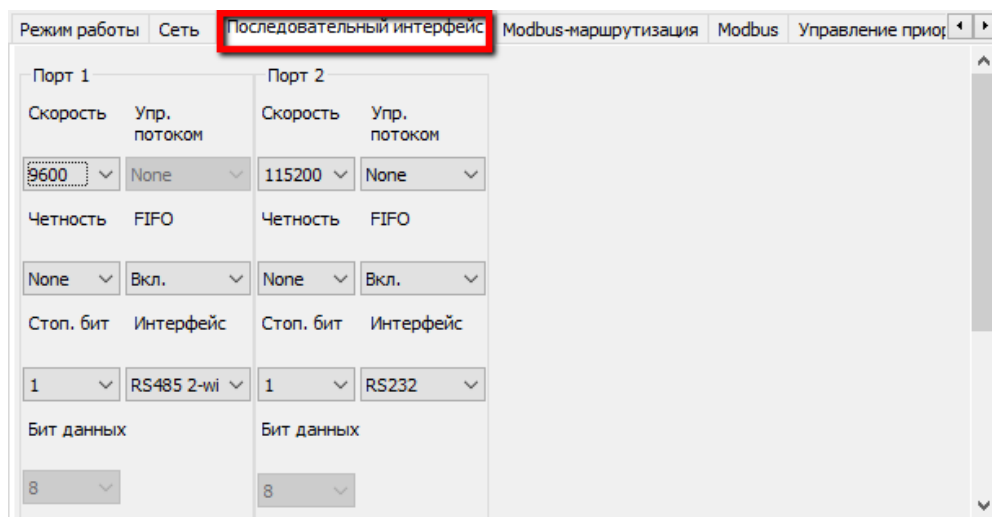 Режим работы Сеть Последовательный интерфейс Modbus-маршрутизация Modbus Управление приор
Порт 1 Порт 2
Скорость Упр. потоком Скорость Упр. потоком
9600 None 115200 None
Четность FIFO Четность FIFO
None Вкл. None Вкл.
Стоп. бит Интерфейс Стоп. бит Интерфейс
1 RS485 2-wi 1 RS232
Бит данных Бит данных
8 8